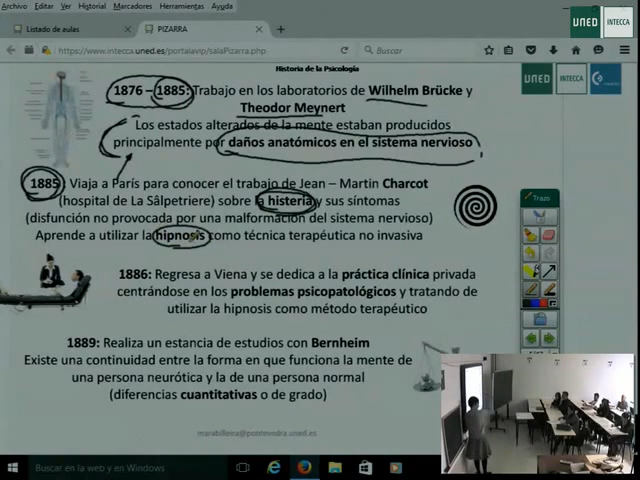 Archivo Editar Ver Historial Marcadores Herramientas Ayuda
Listado de aulas
PIZARRA
https://www.intecca.uned.es/portalavip/salaPizarra.php
Buscar
UNED
INTECCA
Historia de la Psicología
UNED
INTECCA
1876 – 1885: Trabajo en los laboratorios de Wilhelm Brücke y
Theodor Meynert
Los estados alterados de la mente estaban producidos
principalmente por daños anatómicos en el sistema nervioso
1885: Viaja a París para conocer el trabajo de Jean – Martin Charcot
(hospital de La Sâlpetriere) sobre la histeria y sus síntomas
(disfunción no provocada por una malformación del sistema nervioso)
Aprende a utilizar la hipnosis como técnica terapéutica no invasiva
Trazo
1886: Regresa a Viena y se dedica a la práctica clínica privada
centrándose en los problemas psicopatológicos y tratando de
utilizar la hipnosis como método terapéutico
1889: Realiza un estancia de estudios con Bernheim
Existe una continuidad entre la forma en que funciona la mente de
una persona neurótica y la de una persona normal
(diferencias cuantitativas o de grado)
Buscar en la web y en Windows